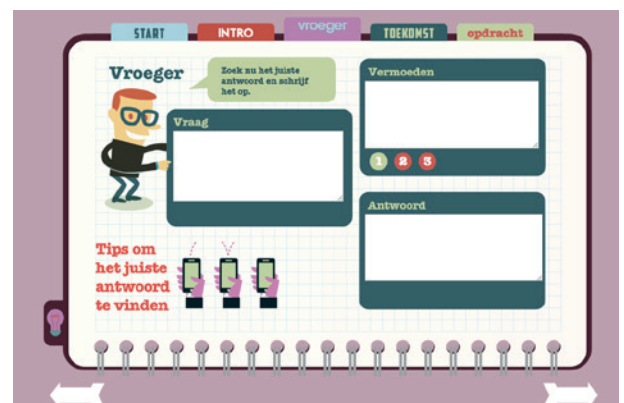 START
INTRO
vroeger
TOEKOMST
opdracht
Vroeger
Zoek nu het juiste
antwoord en schrijf
het op.
Vraag
Vermoeden
1 2 3
Antwoord
Tips om
het juiste
antwoord
te vinden